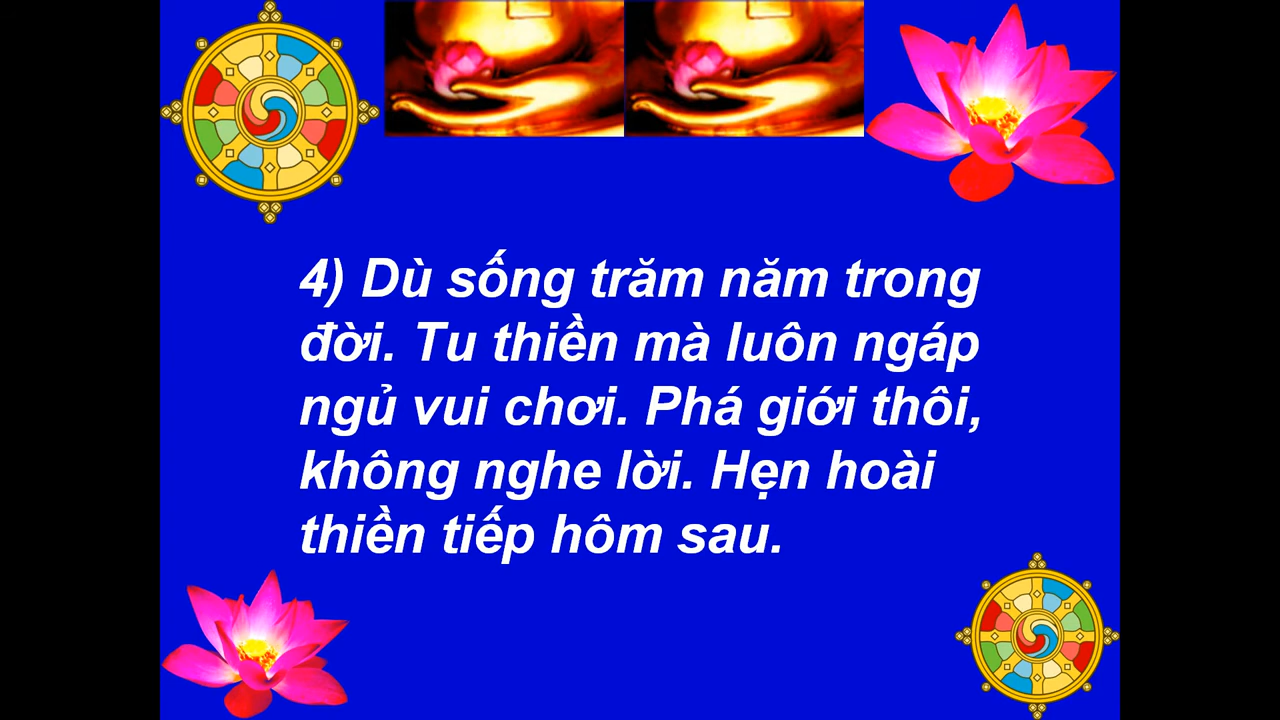 4) Dù sống trăm năm trong
đời. Tu thiền mà luôn ngáp
ngủ vui chơi. Phá giới thôi,
không nghe lời. Hẹn hoài
thiền tiếp hôm sau.